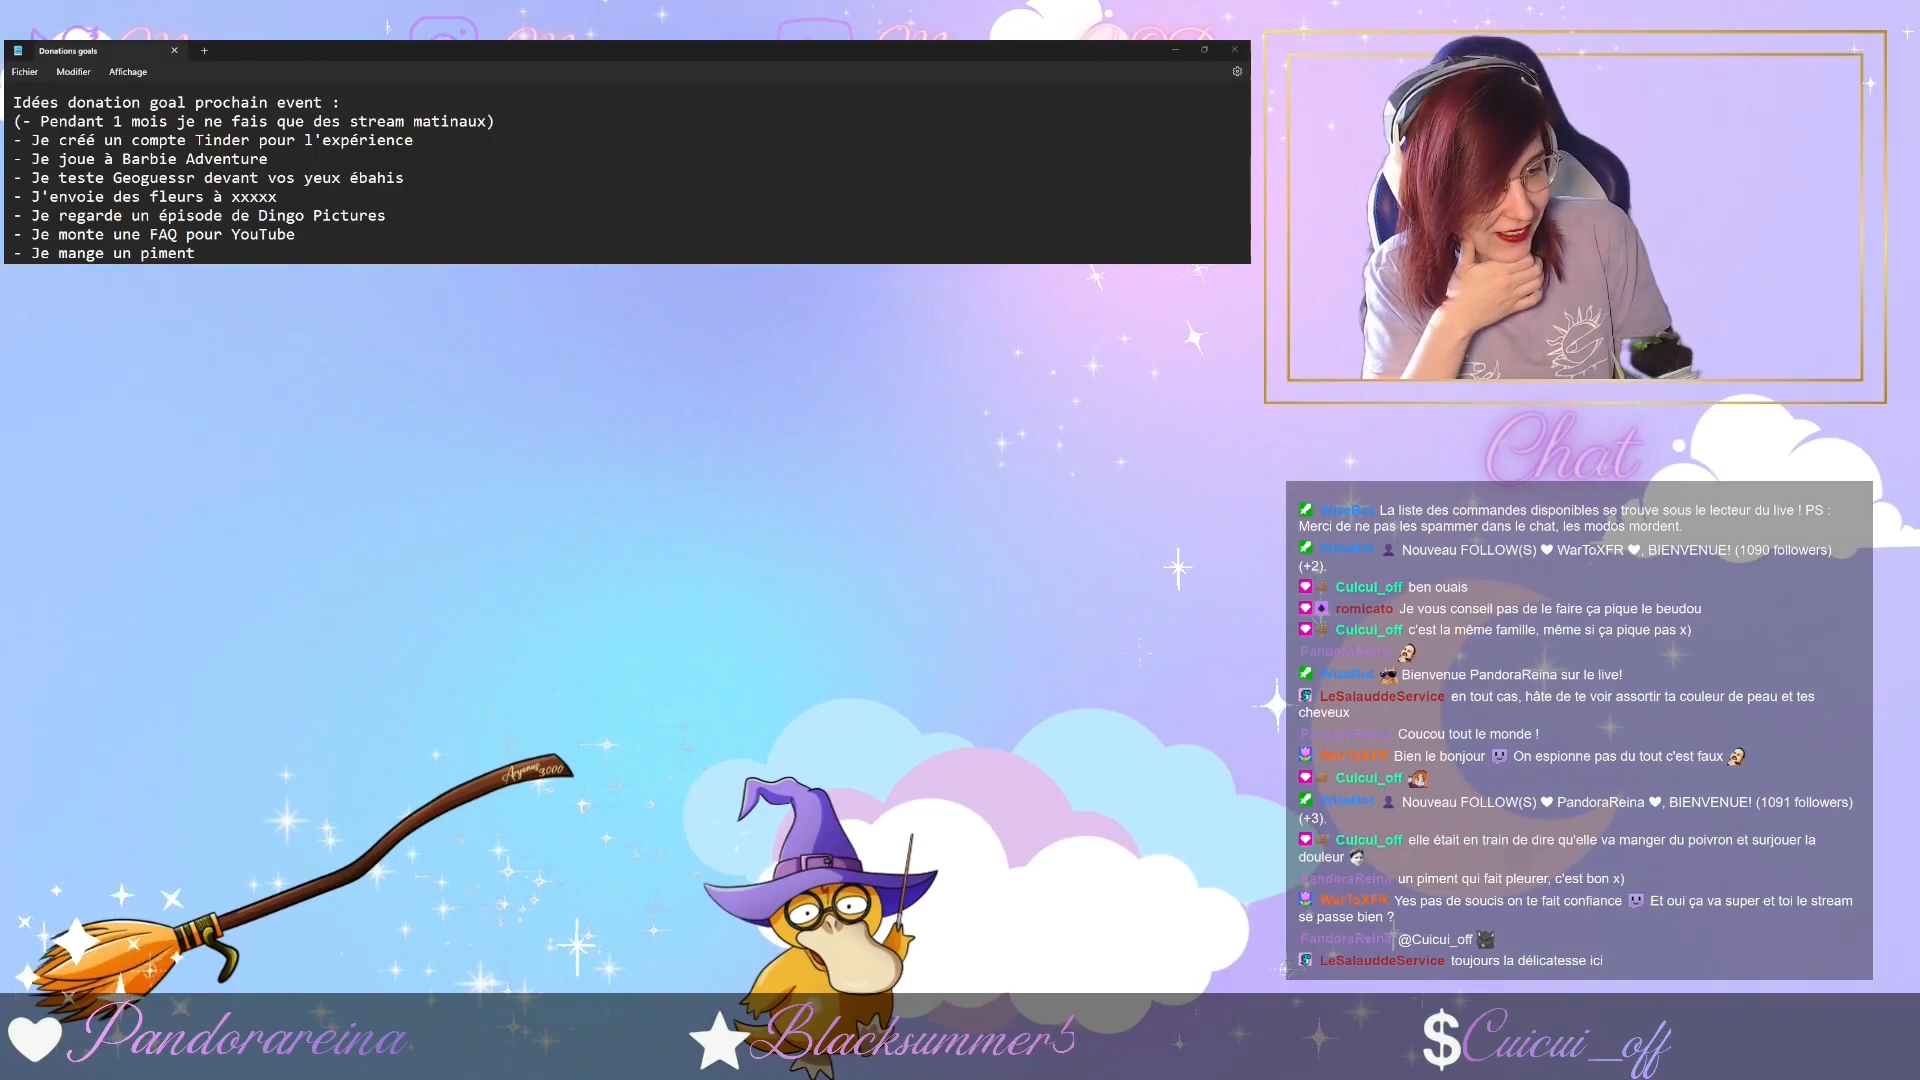 Donations goals
Fichier Modifier Affichage
Idées donation goal prochain event :
(- Pendant 1 mois je ne fais que des stream matinaux)
- Je créé un compte Tinder pour l'expérience
- Je joue à Barbie Adventure
- Je teste Geoguessr devant vos yeux ébahis
- J'envoie des fleurs à xxxxx
- Je regarde un épisode de Dingo Pictures
- Je monte une FAQ pour YouTube
- Je mange un piment
Chat
WizeBot La liste des commandes disponibles se trouve sous le lecteur du live ! PS :
Merci de ne pas les spammer dans le chat, les modos mordent.
WizeBot Nouveau FOLLOW(S) WarToXFR , BIENVENUE! (1090 followers)
(+2).
Cuicui_off ben ouais
romicato Je vous conseil pas de le faire ça pique le beudou
Cuicui_off c'est la même famille, même si ça pique pas x)
PandoraReina
WizeBot Bienvenue PandoraReina sur le live!
LeSalauddeService en tout cas, hâte de te voir assortir ta couleur de peau et tes
cheveux
PandoraReina Coucou tout le monde !
WarToXFR Bien le bonjour On espionne pas du tout c'est faux
Cuicui_off
WizeBot Nouveau FOLLOW(S) PandoraReina , BIENVENUE! (1091 followers)
(+3).
Cuicui_off elle était en train de dire qu'elle va manger du poivron et surjouer la
douleur
PandoraReina un piment qui fait pleurer, c'est bon x)
WarToXFR Yes pas de soucis on te fait confiance Et oui ça va super et toi le stream
se passe bien ?
PandoraReina @Cuicui_off
LeSalauddeService toujours la délicatesse ici
3000
Pandorareina
Blacksummer5
$Cuicui_off